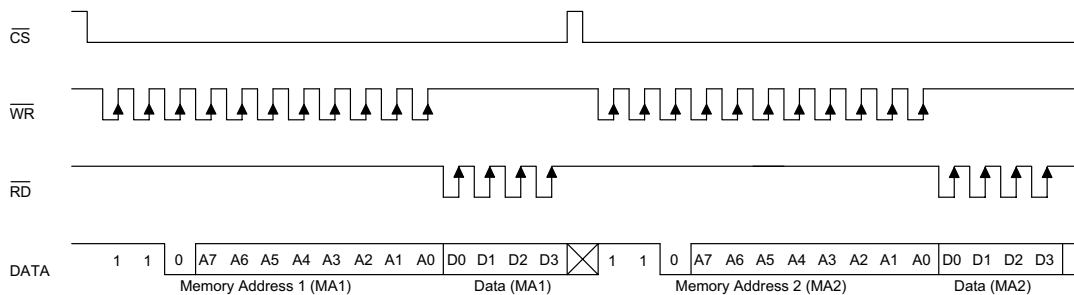 CS
WR
RD
DATA 1 1 0 A7 A6 A5 A4 A3 A2 A1 A0 D0 D1 D2 D3 1 1 0 A7 A6 A5 A4 A3 A2 A1 A0 D0 D1 D2 D3
Memory Address 1 (MA1) Data (MA1) Memory Address 2 (MA2) Data (MA2)